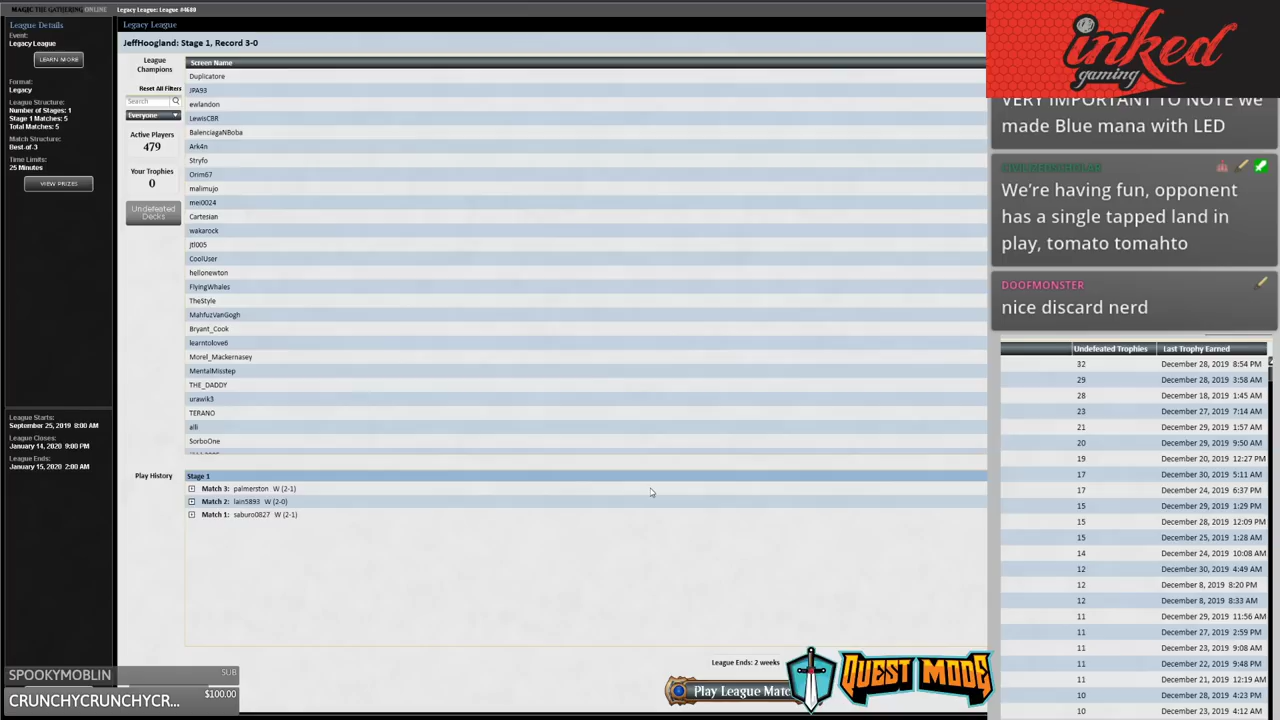 MAGIC THE GATHERING ONLINE
Legacy League: League #4680
League Details
Event:
Legacy League
LEARN MORE
Format:
Legacy
League Structure:
Number of Stages: 1
Stage 1 Matches: 5
Total Matches: 5
Match Structure:
Best-of-3
Time Limits:
25 Minutes
VIEW PRIZES
League Starts:
September 25, 2019 8:00 AM
League Closes:
January 14, 2020 9:00 PM
League Ends:
January 15, 2020 2:00 AM
Legacy League
JeffHoogland: Stage 1, Record 3-0
League
Champions
Reset All Filters
Search
Everyone
Active Players
479
Your Trophies
0
Undefeated
Decks
Screen Name
Duplicatore
JPA93
ewlandon
LewisCBR
BalenciagaNBoba
Ark4n
Stryfo
Orim67
malimujo
mei0024
Cartesian
wakarock
jtl005
CoolUser
hellonewton
FlyingWhales
TheStyle
MahfuzVanGogh
Bryant_Cook
learntolove6
Morel_Mackernasey
MentalMisstep
THE_DADDY
urawik3
TERANO
alli
SorboOne
Play History
Stage 1
Match 3: palmerston W (2-1)
Match 2: lain5893 W (2-0)
Match 1: saburo0827 W (2-1)
League Ends: 2 weeks
Play League Matc
QUEST MODE
SPOOKYMOBLIN SUB
CRUNCHYCRUNCHYCR... $100.00
inked
gaming
VERY IMPORTANT TO NOTE we
made Blue mana with LED
We're having fun, opponent
has a single tapped land in
play, tomato tomahto
DOOFMONSTER
nice discard nerd
Undefeated Trophies Last Trophy Earned
32 December 28, 2019 8:54 PM
29 December 28, 2019 3:58 AM
28 December 18, 2019 1:45 AM
23 December 27, 2019 7:14 AM
21 December 29, 2019 1:57 AM
20 December 29, 2019 9:50 AM
19 December 20, 2019 12:27 PM
17 December 30, 2019 5:11 AM
17 December 24, 2019 6:37 PM
15 December 29, 2019 1:29 PM
15 December 28, 2019 12:09 PM
15 December 25, 2019 1:28 AM
14 December 24, 2019 10:08 AM
12 December 30, 2019 4:49 AM
12 December 8, 2019 8:20 PM
12 December 8, 2019 8:33 AM
11 December 29, 2019 11:56 AM
11 December 27, 2019 2:59 PM
11 December 23, 2019 9:08 AM
11 December 22, 2019 9:48 PM
11 December 21, 2019 12:19 AM
10 December 28, 2019 4:23 PM
10 December 23, 2019 4:12 AM